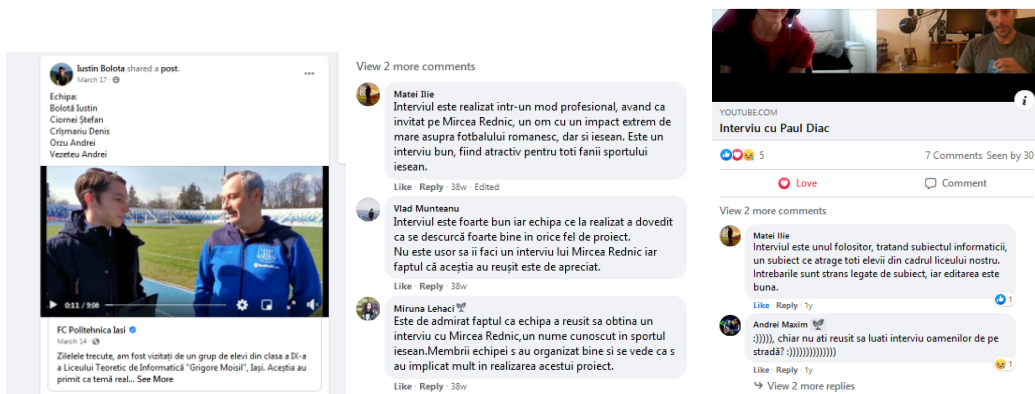 Iustin Bolota shared a post.
March 17
Echipa:
Bolotă Iustin
Ciornei Ștefan
Crîșmariu Denis
Orzu Andrei
Vezeteu Andrei
0:11 / 9:06
FC Politehnica Iasi
March 14
Zilelele trecute, am fost vizitați de un grup de elevi din clasa a IX-a
a Liceului Teoretic de Informatică "Grigore Moisil", Iași. Aceștia au
primit ca temă real... See More
View 2 more comments
Matei Ilie
Interviul este realizat intr-un mod profesional, avand ca
invitat pe Mircea Rednic, un om cu un impact extrem de
mare asupra fotbalului romanesc, dar si iesean. Este un
interviu bun, fiind atractiv pentru toti fanii sportului
iesean.
Like · Reply · 38w · Edited
Vlad Munteanu
Interviul este foarte bun iar echipa ce la realizat a dovedit
ca se descurcă foarte bine in orice fel de proiect.
Nu este usor sa ii faci un interviu lui Mircea Rednic iar
faptul că aceștia au reușit este de apreciat.
Like · Reply · 38w
Miruna Lehaci
Este de admirat faptul ca echipa a reusit sa obtina un
interviu cu Mircea Rednic,un nume cunoscut in sportul
iesean.Membrii echipei s au organizat bine si se vede ca s
au implicat mult in realizarea acestui proiect.
Like · Reply · 38w
YOUTUBE.COM
Interviu cu Paul Diac
5
7 Comments Seen by 30
Love
Comment
View 2 more comments
Matei Ilie
Interviul este unul folositor, tratand subiectul informaticii,
un subiect ce atrage toti elevii din cadrul liceului nostru.
Intrebarile sunt strans legate de subiect, iar editarea este
buna.
Like · Reply · 1y
1
Andrei Maxim
:))))), chiar nu ati reusit sa luati interviu oamenilor de pe
stradă? :))))))))))))))
Like · Reply · 1y
1
View 2 more replies